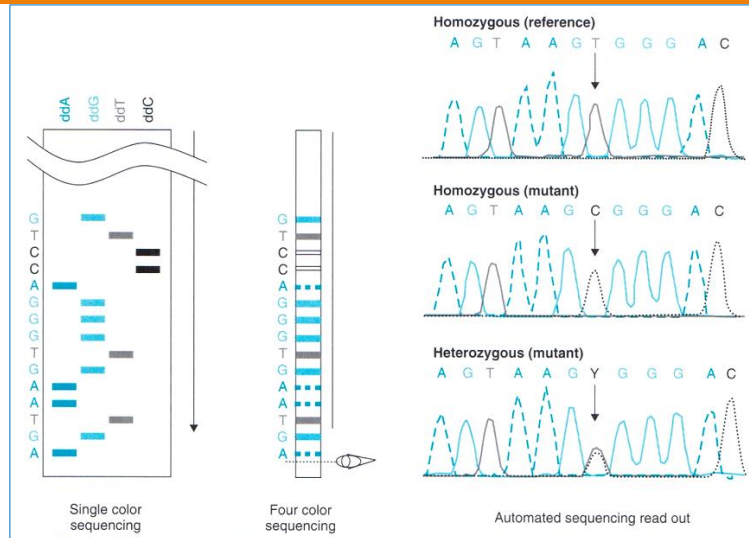 ddA ddG ddT ddC
G
T
C
C
A
G
G
G
T
G
A
A
T
G
A
Single color
sequencing
G
T
C
C
A
G
G
G
T
G
A
A
T
G
A
Four color
sequencing
Homozygous (reference)
A G T A A G T G G G A C
Homozygous (mutant)
A G T A A G C G G G A C
Heterozygous (mutant)
A G T A A G Y G G G A C
Automated sequencing read out